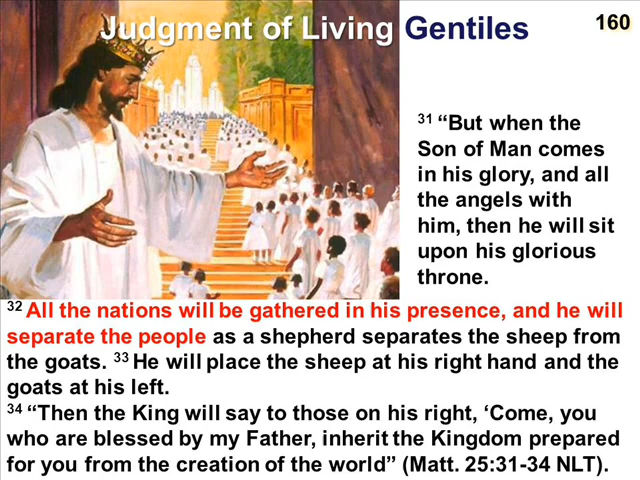 Judgment of Living Gentiles
160
31 “But when the
Son of Man comes
in his glory, and all
the angels with
him, then he will sit
upon his glorious
throne.
32 All the nations will be gathered in his presence, and he will
separate the people as a shepherd separates the sheep from
the goats. 33 He will place the sheep at his right hand and the
goats at his left.
34 “Then the King will say to those on his right, ‘Come, you
who are blessed by my Father, inherit the Kingdom prepared
for you from the creation of the world” (Matt. 25:31-34 NLT).